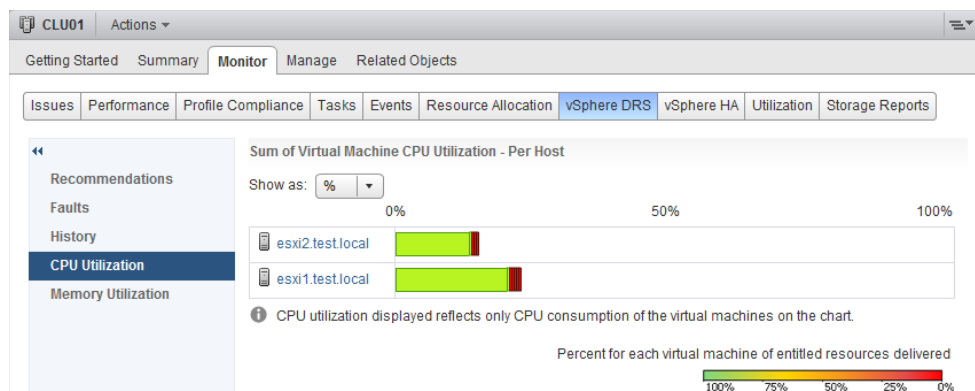 CLU01 Actions
Getting Started Summary Monitor Manage Related Objects
Issues Performance Profile Compliance Tasks Events Resource Allocation vSphere DRS vSphere HA Utilization Storage Reports
Recommendations
Faults
History
CPU Utilization
Memory Utilization
Sum of Virtual Machine CPU Utilization - Per Host
Show as: %
0% 50% 100%
esxi2.test.local
esxi1.test.local
CPU utilization displayed reflects only CPU consumption of the virtual machines on the chart.
Percent for each virtual machine of entitled resources delivered
100% 75% 50% 25% 0%